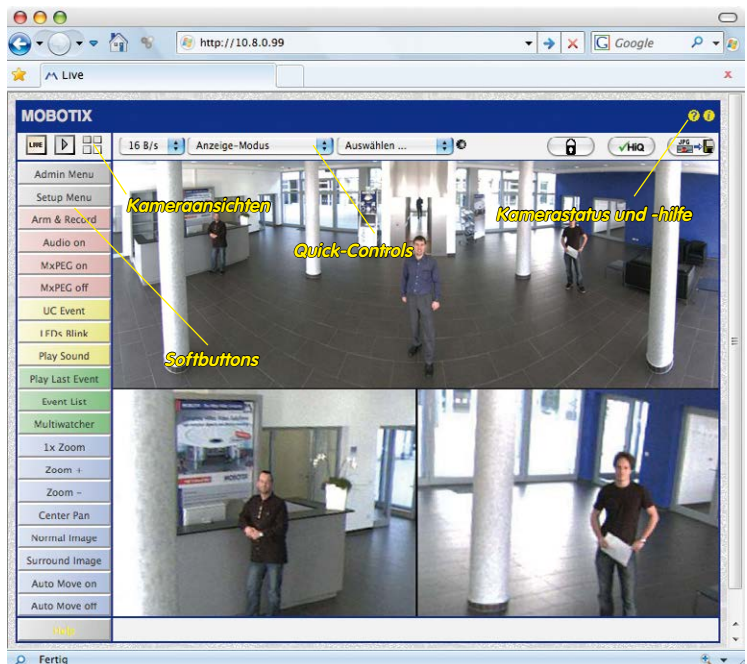 http://10.8.0.99
Google
Live
MOBOTIX
LIVE
16 B/s
Anzeige-Modus
Auswählen ...
HiQ
JPG
Admin Menu
Setup Menu
Arm & Record
Audio on
MxPEG on
MxPEG off
UC Event
LEDs Blink
Play Sound
Play Last Event
Event List
Multiwatcher
1x Zoom
Zoom +
Zoom -
Center Pan
Normal Image
Surround Image
Auto Move on
Auto Move off
Help
Kameraansichten
Quick-Controls
Kamerastatus und -hilfe
Softbuttons
MOBOTIX
Fertig